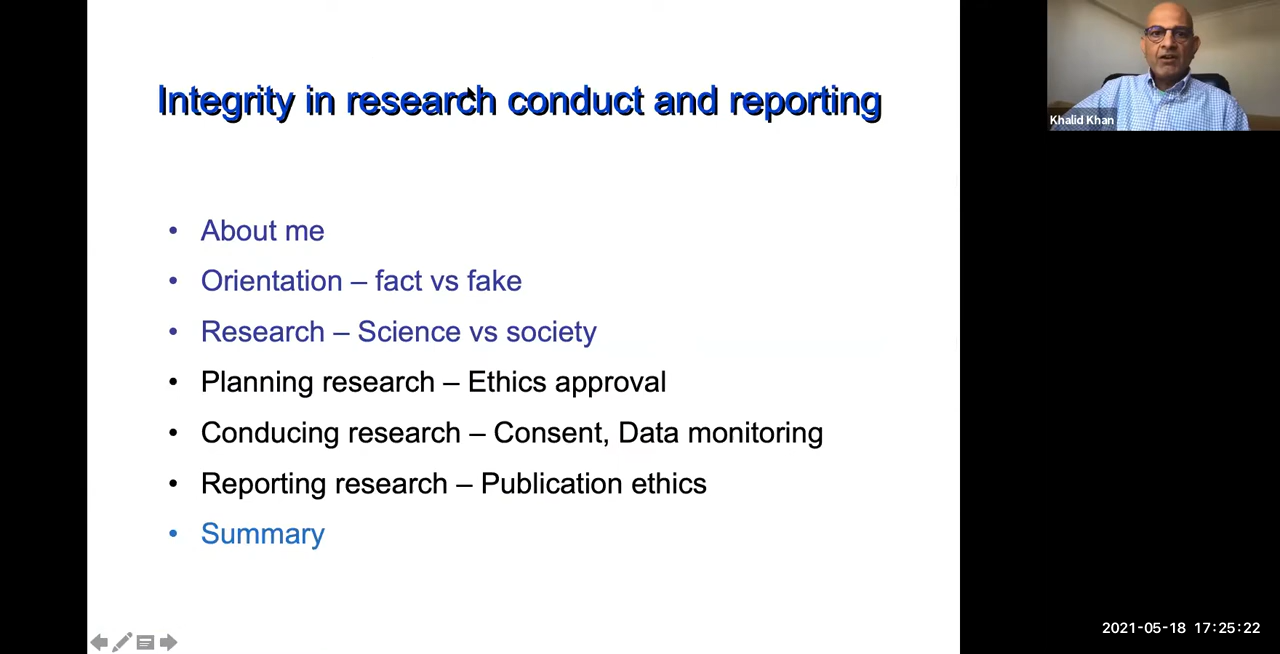 Integrity in research conduct and reporting
Khalid Khan
• About me
• Orientation – fact vs fake
• Research – Science vs society
• Planning research – Ethics approval
• Conducing research – Consent, Data monitoring
• Reporting research – Publication ethics
• Summary
2021-05-18 17:25:22